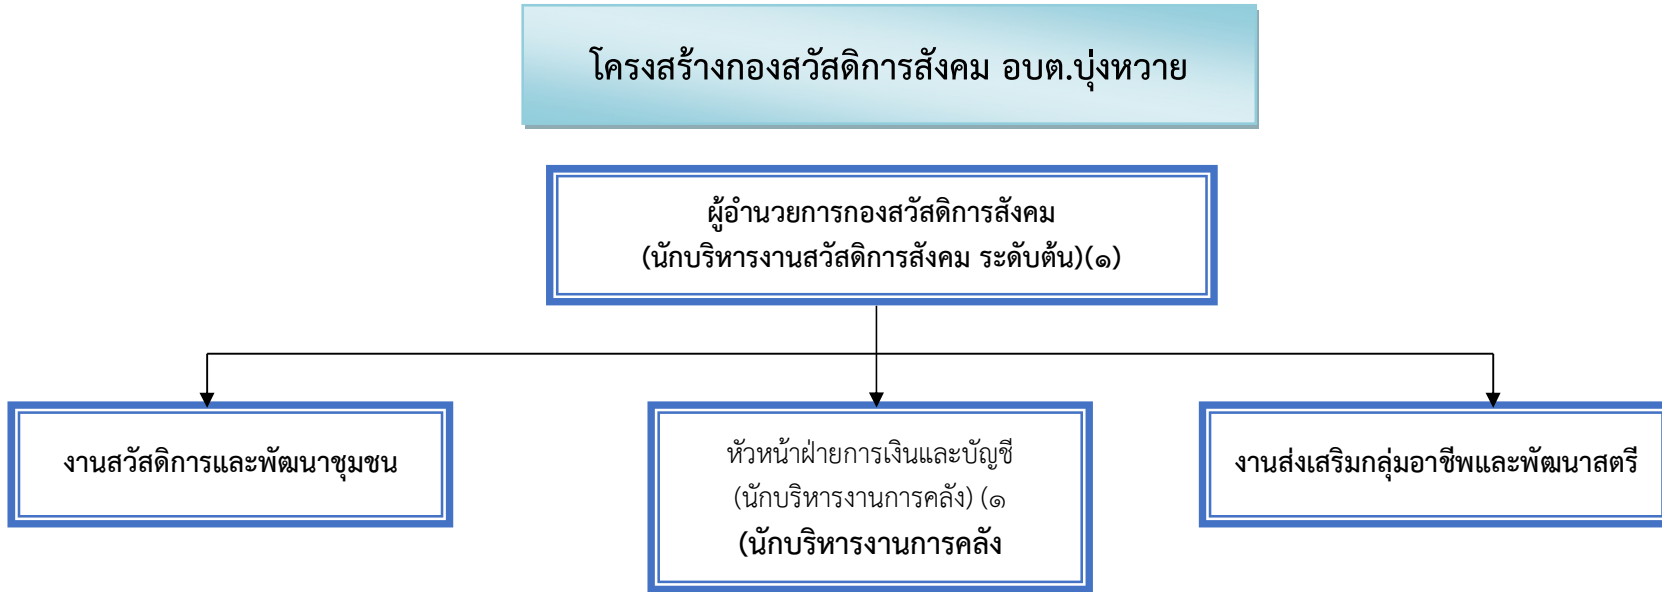 โครงสร้างกองสวัสดิการสังคม อบต.บุ่งหวาย
ผู้อำนวยการกองสวัสดิการสังคม
(นักบริหารงานสวัสดิการสังคม ระดับต้น)(๑)
งานสวัสดิการและพัฒนาชุมชน
หัวหน้าฝ่ายการเงินและบัญชี
(นักบริหารงานการคลัง) (๑
(นักบริหารงานการคลัง
งานส่งเสริมกลุ่มอาชีพและพัฒนาสตรี